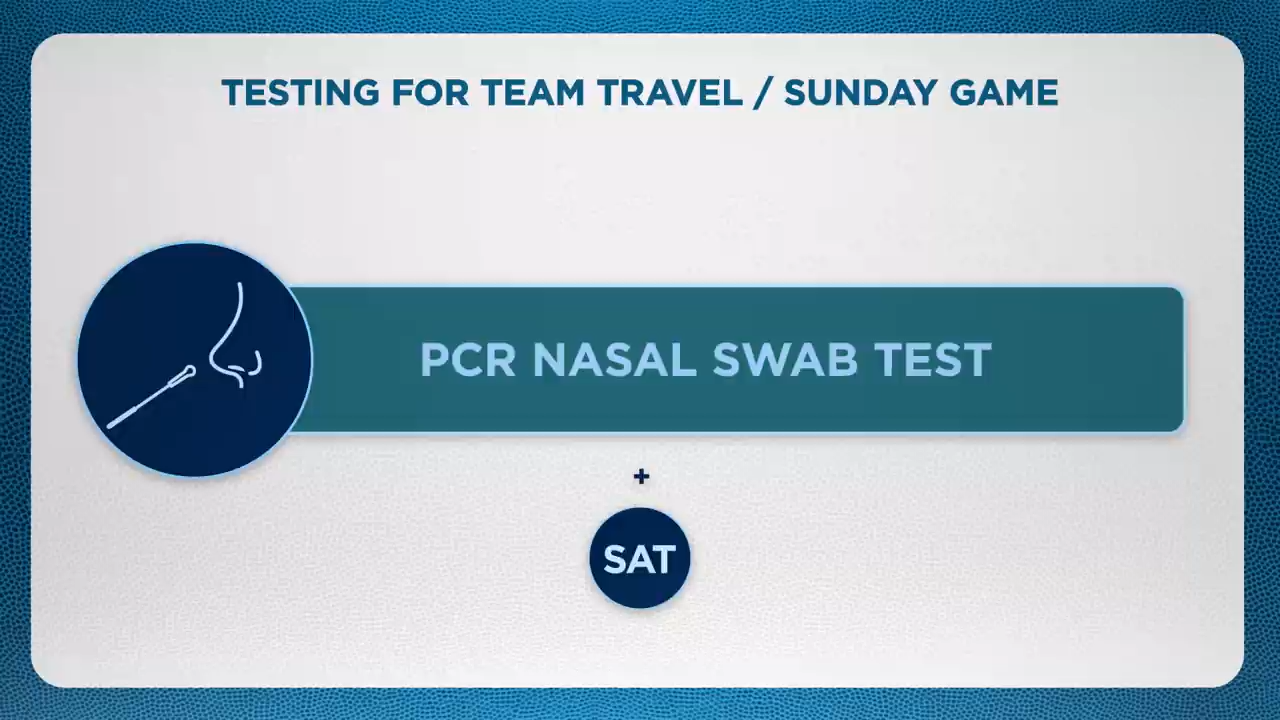 TESTING FOR TEAM TRAVEL / SUNDAY GAME
PCR NASAL SWAB TEST
+
SAT